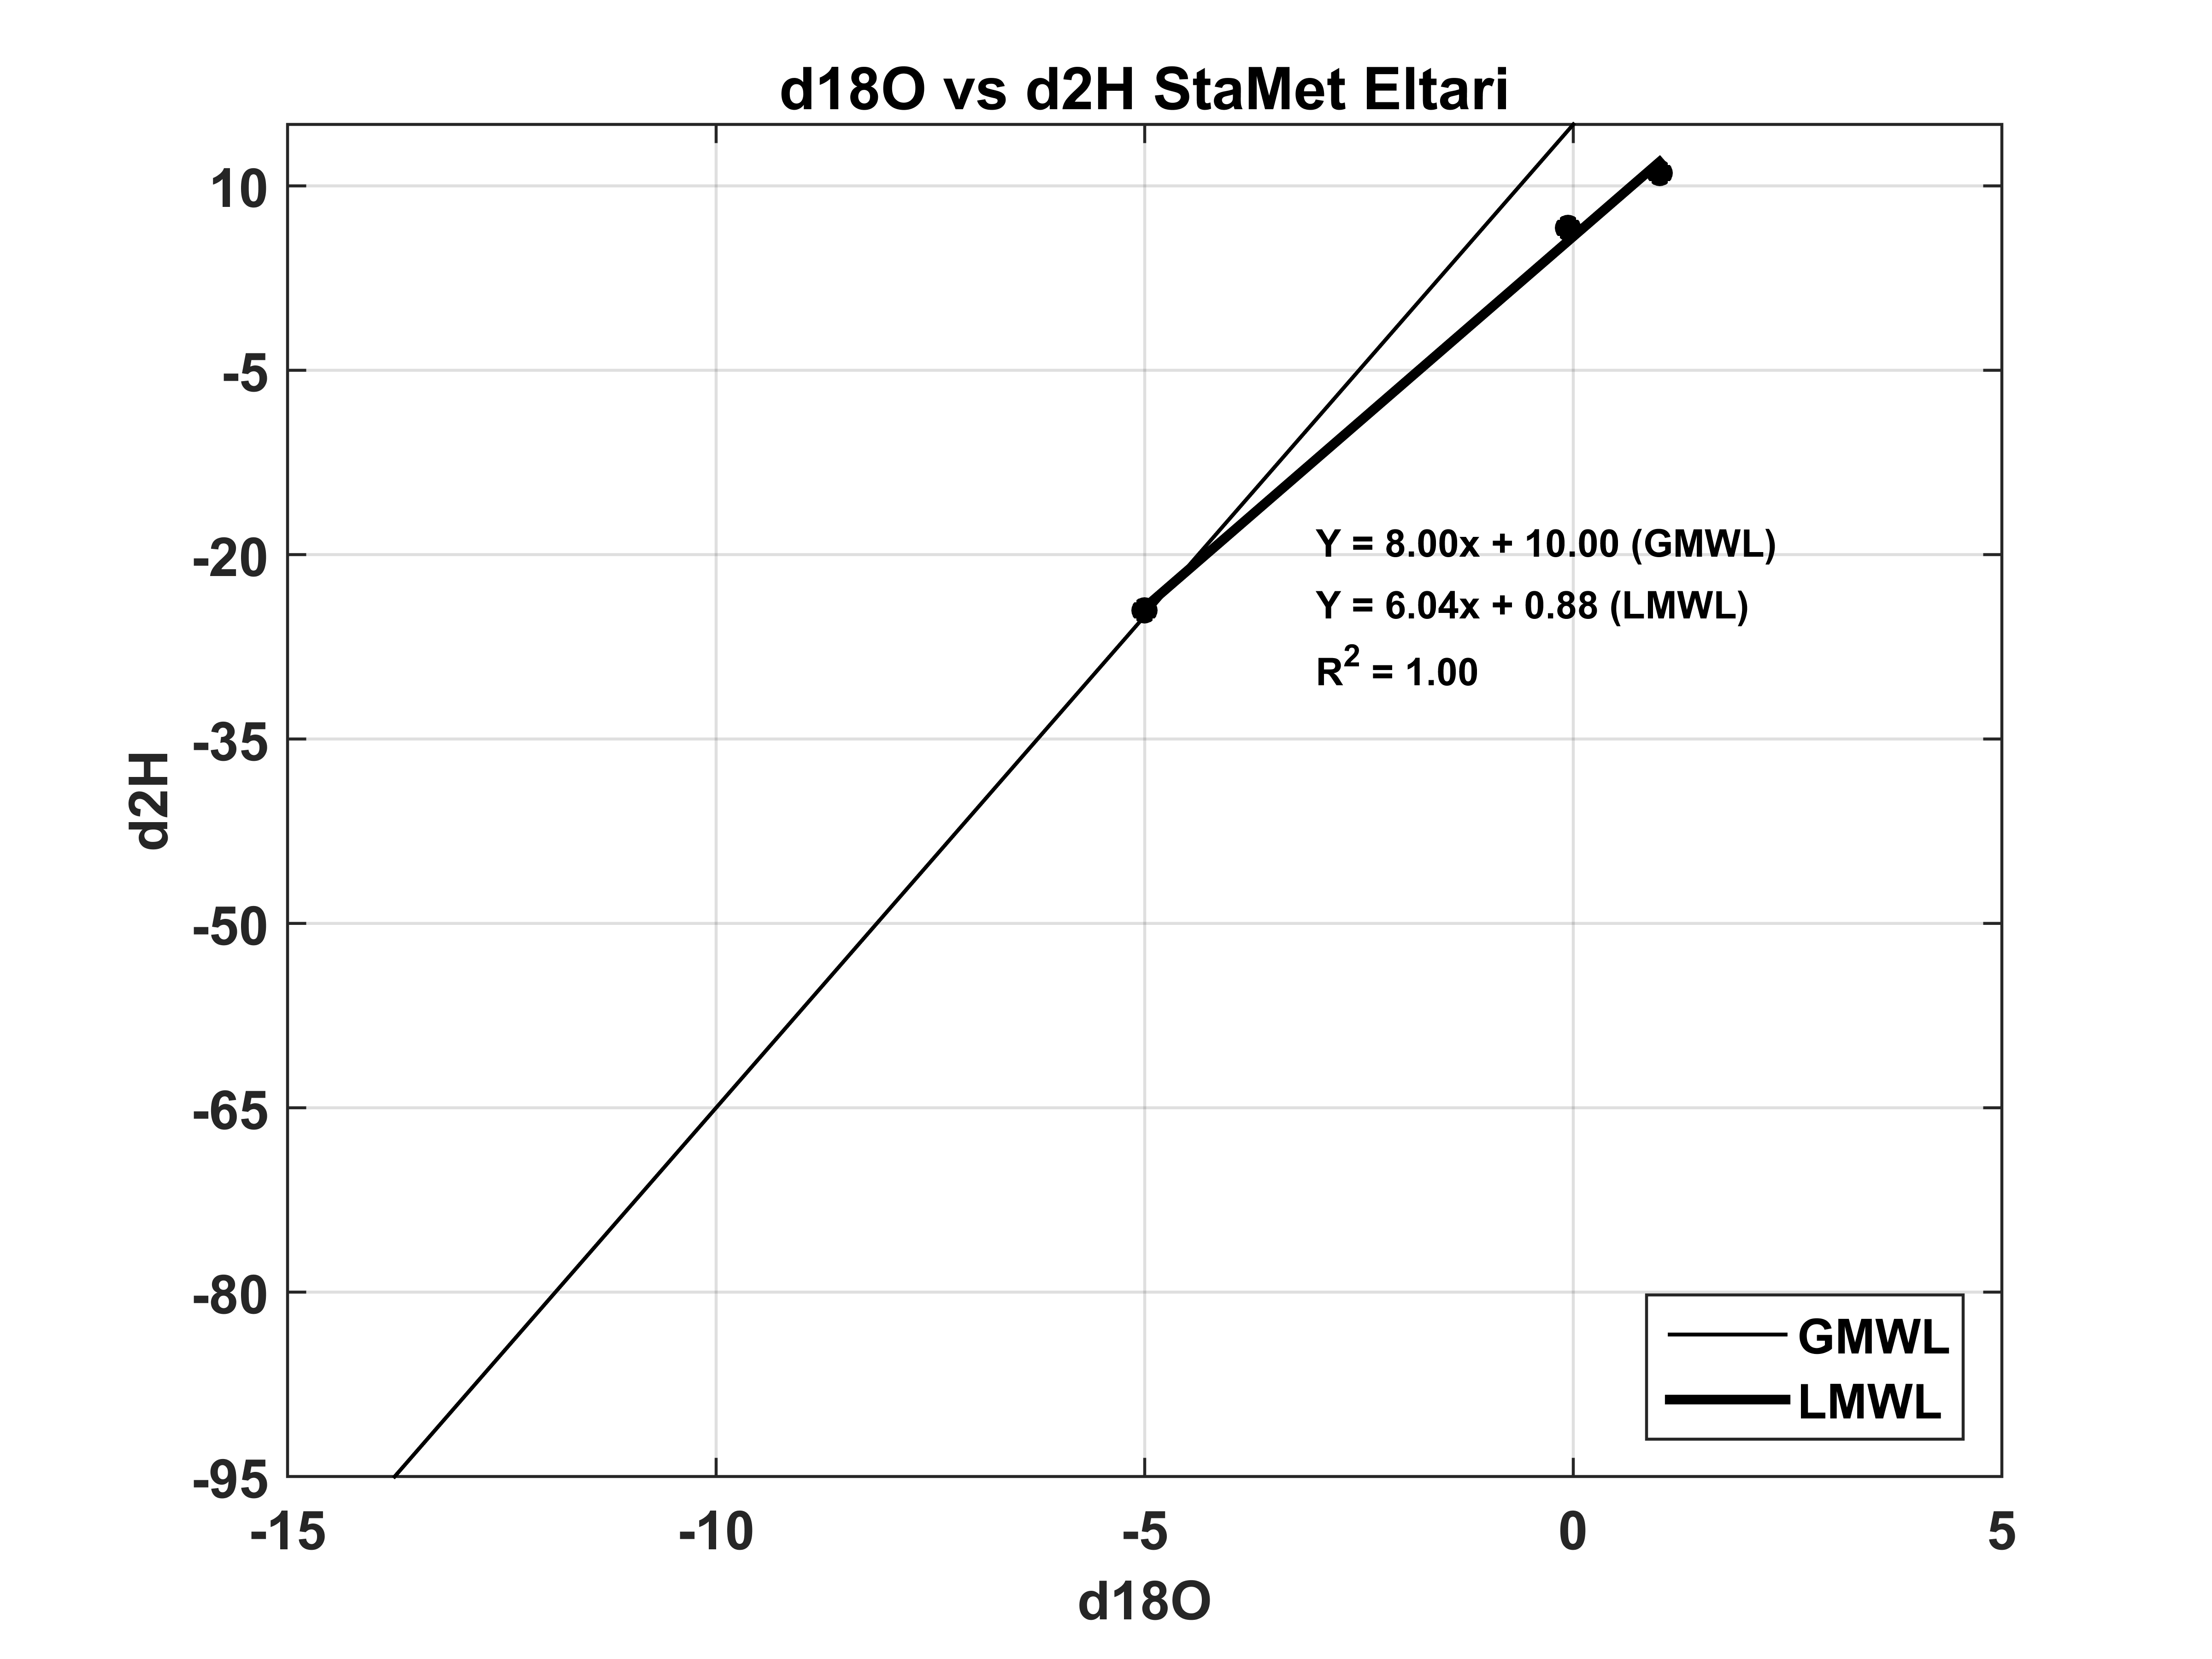 d18O vs d2H StaMet Eltari
10
-5
-20
-35
-50
-65
-80
-95
d2H
Y = 8.00x + 10.00 (GMWL)
Y = 6.04x + 0.88 (LMWL)
R² = 1.00
GMWL
LMWL
-15 -10 -5 0 5
d18O